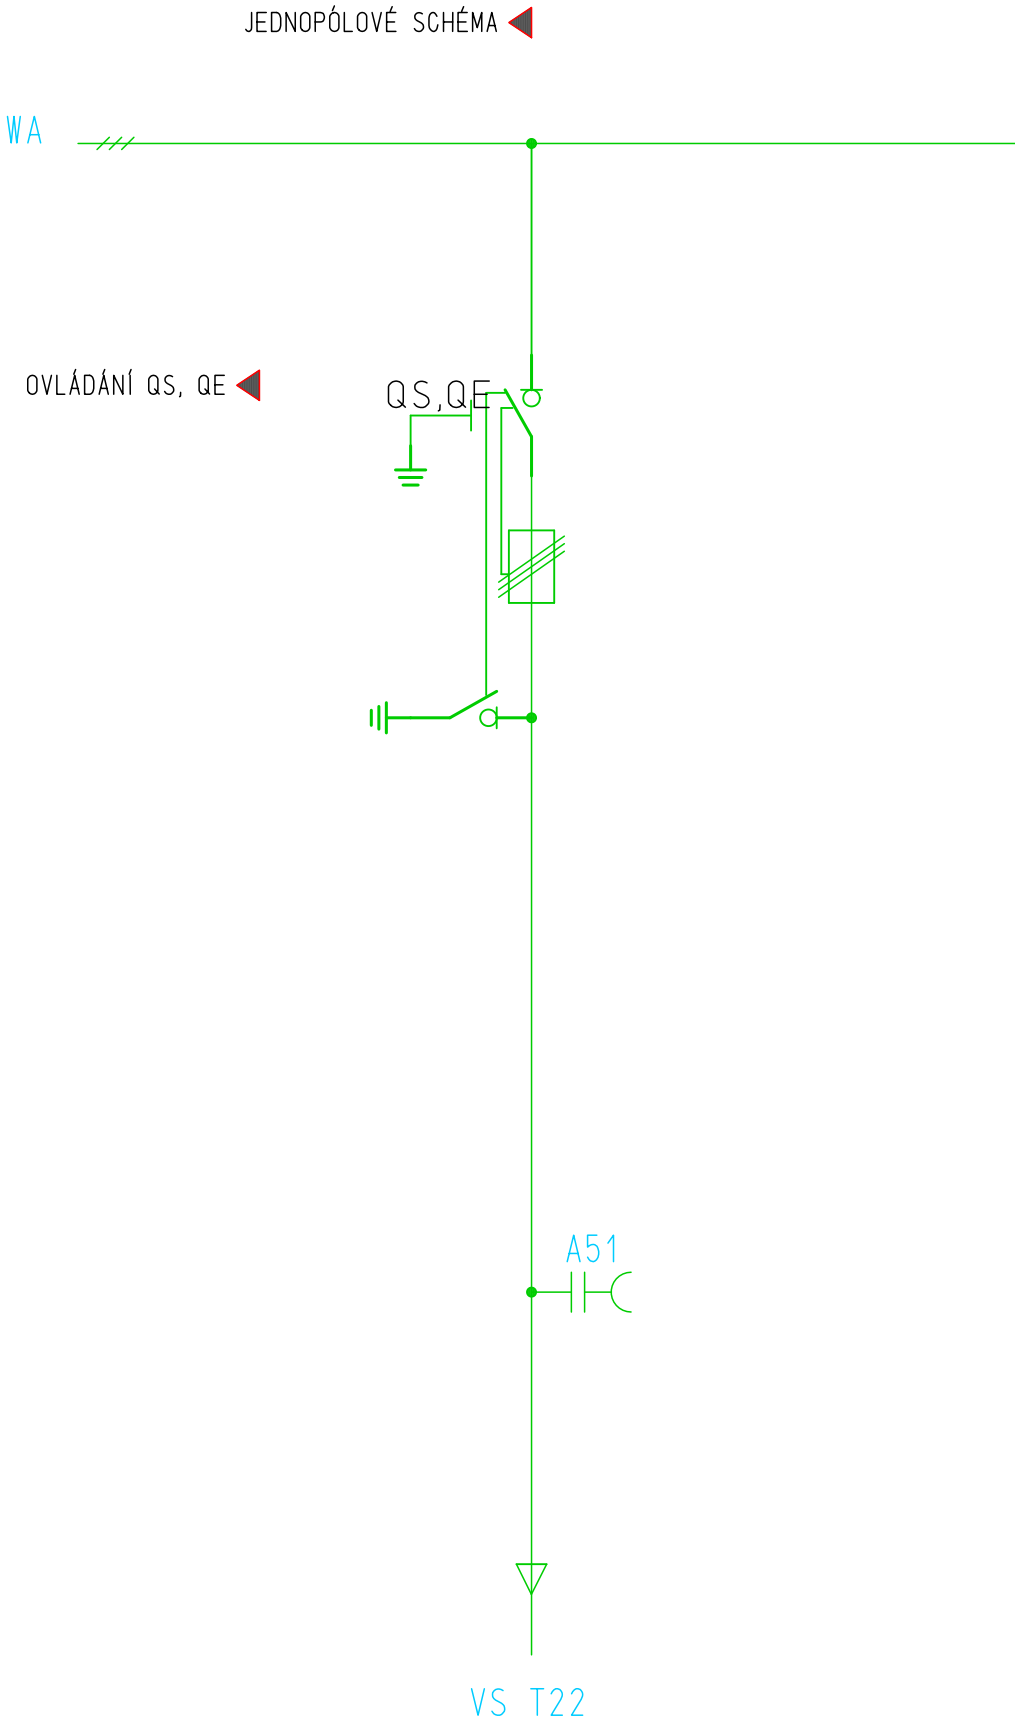 JEDNOPÓLOVÉ SCHÉMA
WA
OVLÁDÁNÍ QS, QE
QS,QE
A51
VS T22